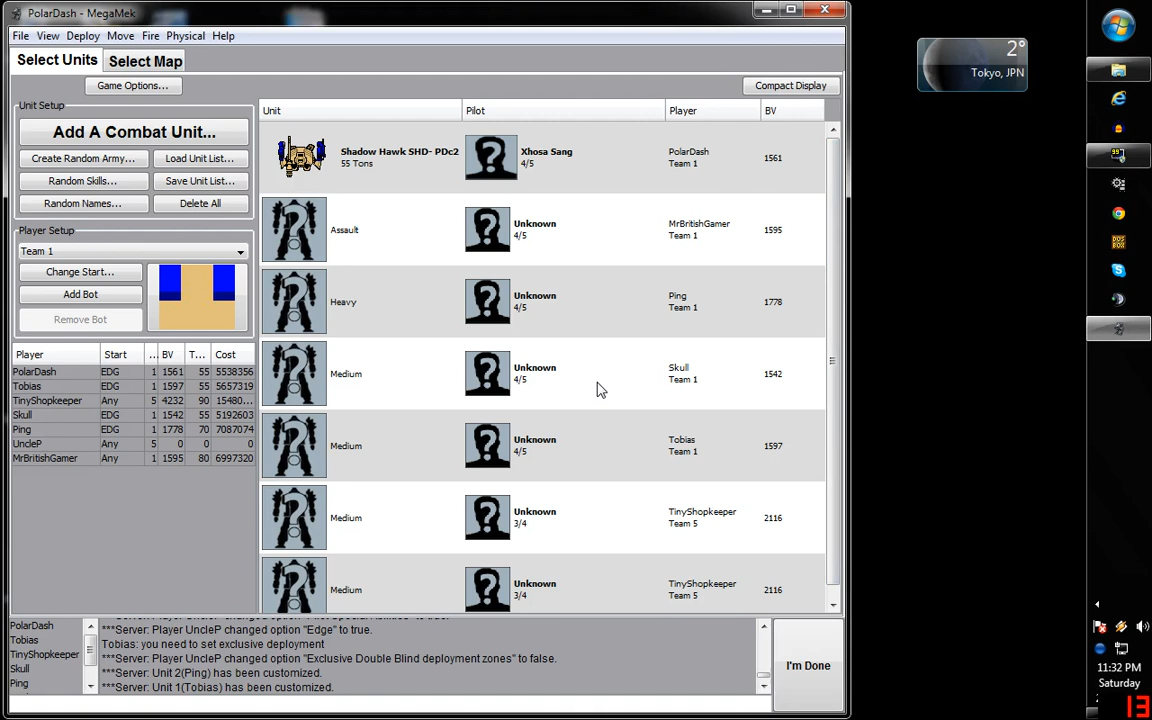 PolarDash - MegaMek
File View Deploy Move Fire Physical Help
Select Units Select Map
Game Options... Compact Display
Unit Setup
Add A Combat Unit...
Create Random Army... Load Unit List...
Random Skills... Save Unit List...
Random Names... Delete All
Player Setup
Team 1
Change Start...
Add Bot
Remove Bot
Player Start ... BV T... Cost
PolarDash EDG 1 1561 55 5538356
Tobias EDG 1 1597 55 5657319
TinyShopkeeper Any 5 4232 90 15480...
Skull EDG 1 1542 55 5192603
Ping EDG 1 1778 70 7087074
UncleP Any 5 0 0 0
MrBritishGamer Any 1 1595 80 6997320
Unit Pilot Player BV
Shadow Hawk SHD- PDc2 Xhosa Sang PolarDash 1561
55 Tons 4/5 Team 1
Assault Unknown MrBritishGamer 1595
4/5 Team 1
Heavy Unknown Ping 1778
4/5 Team 1
Medium Unknown Skull 1542
4/5 Team 1
Medium Unknown Tobias 1597
4/5 Team 1
Medium Unknown TinyShopkeeper 2116
3/4 Team 5
Medium Unknown TinyShopkeeper 2116
3/4 Team 5
PolarDash
Tobias
TinyShopkeeper
Skull
Ping
***Server: Player UncleP changed option "Edge" to true.
Tobias: you need to set exclusive deployment
***Server: Player UncleP changed option "Exclusive Double Blind deployment zones" to false.
***Server: Unit 2(Ping) has been customized.
***Server: Unit 1(Tobias) has been customized.
I'm Done
2°
Tokyo, JPN
99
DOS
BOX
11:32 PM
Saturday
13